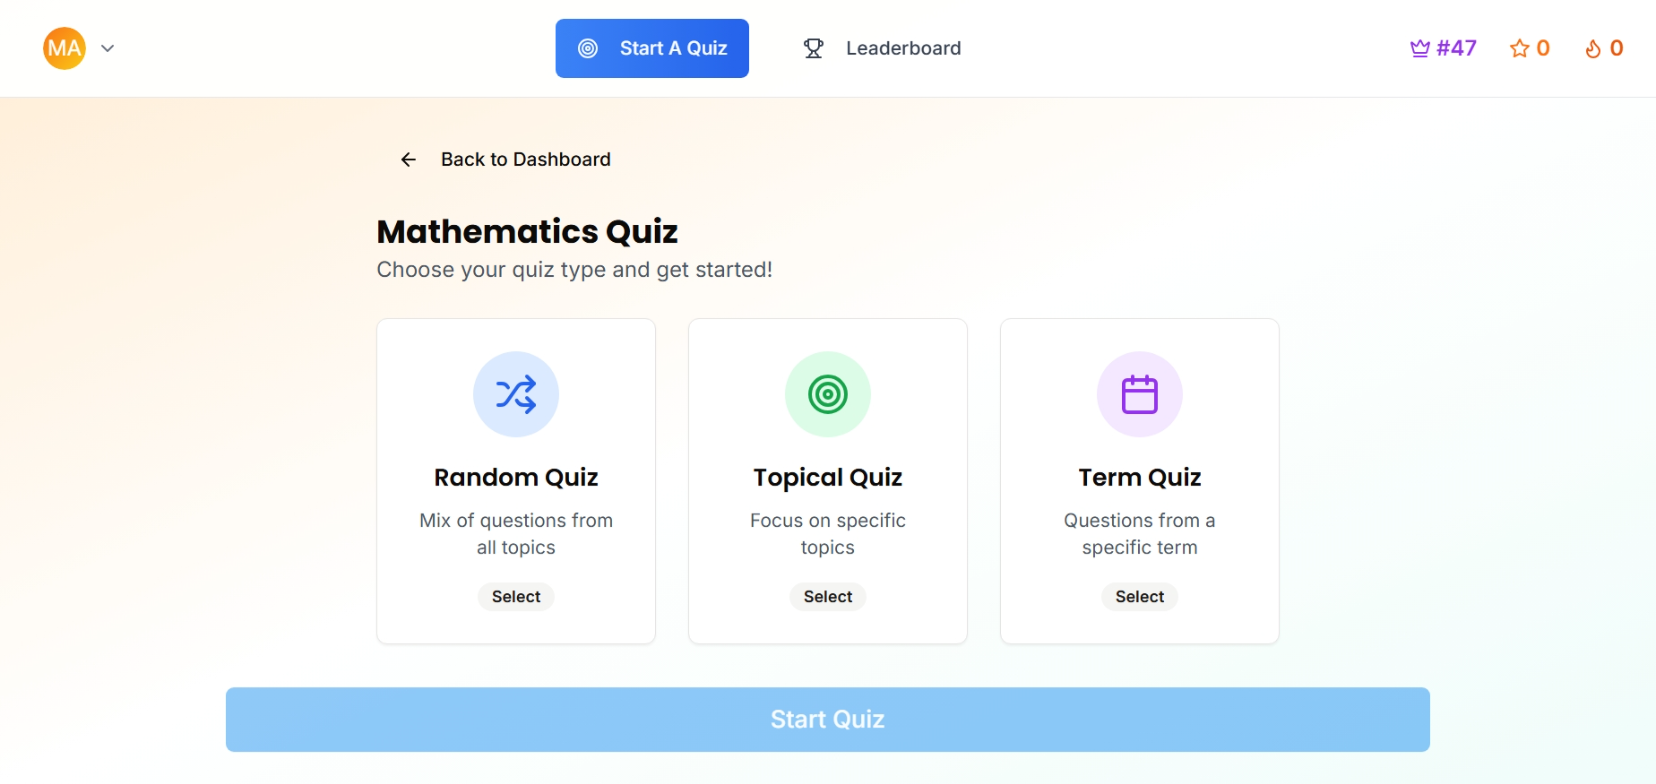 MA
Start A Quiz
Leaderboard
#47
0
0
Back to Dashboard
Mathematics Quiz
Choose your quiz type and get started!
Random Quiz
Mix of questions from
all topics
Select
Topical Quiz
Focus on specific
topics
Select
Term Quiz
Questions from a
specific term
Select
Start Quiz